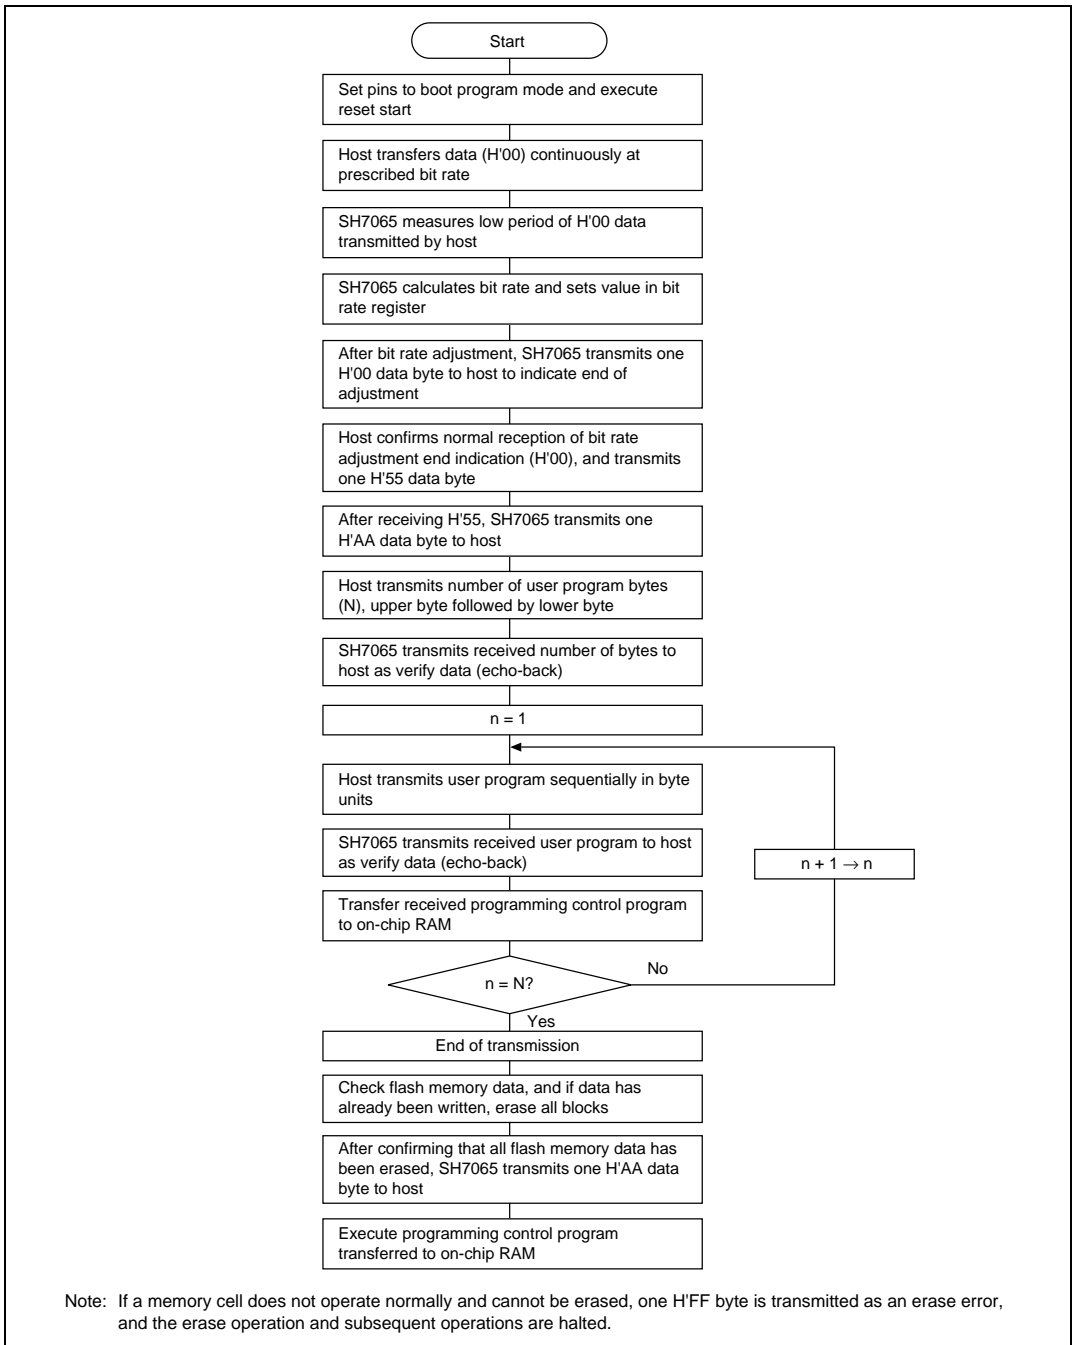 Start
Set pins to boot program mode and execute
reset start
Host transfers data (H'00) continuously at
prescribed bit rate
SH7065 measures low period of H'00 data
transmitted by host
SH7065 calculates bit rate and sets value in bit
rate register
After bit rate adjustment, SH7065 transmits one
H'00 data byte to host to indicate end of
adjustment
Host confirms normal reception of bit rate
adjustment end indication (H'00), and transmits
one H'55 data byte
After receiving H'55, SH7065 transmits one
H'AA data byte to host
Host transmits number of user program bytes
(N), upper byte followed by lower byte
SH7065 transmits received number of bytes to
host as verify data (echo-back)
n = 1
Host transmits user program sequentially in byte
units
SH7065 transmits received user program to host
as verify data (echo-back)
n + 1 → n
Transfer received programming control program
to on-chip RAM
n = N?
No
Yes
End of transmission
Check flash memory data, and if data has
already been written, erase all blocks
After confirming that all flash memory data has
been erased, SH7065 transmits one H'AA data
byte to host
Execute programming control program
transferred to on-chip RAM
Note: If a memory cell does not operate normally and cannot be erased, one H'FF byte is transmitted as an erase error,
and the erase operation and subsequent operations are halted.